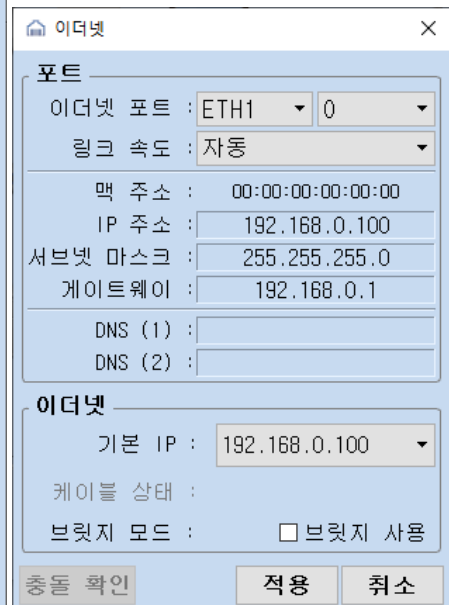 이더넷
포트
이더넷 포트 : ETH1 0
링크 속도 : 자동
맥 주소 : 00:00:00:00:00:00
IP 주소 : 192.168.0.100
서브넷 마스크 : 255.255.255.0
게이트웨이 : 192.168.0.1
DNS (1) :
DNS (2) :
이더넷
기본 IP : 192.168.0.100
케이블 상태 :
브릿지 모드 : 브릿지 사용
충돌 확인 적용 취소